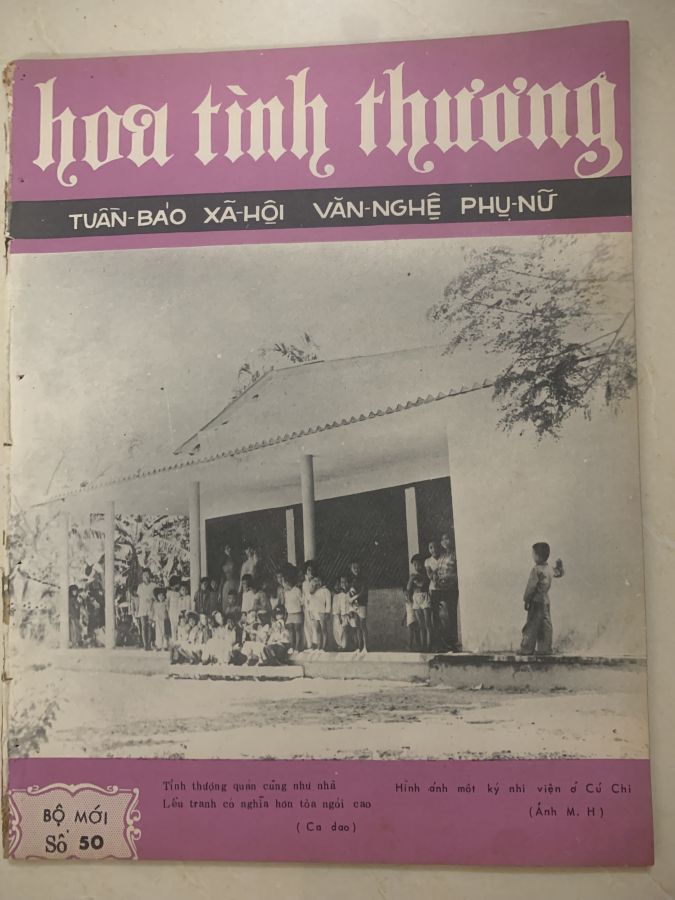 hoa tình thương
TUẦN-BÁO XÃ-HỘI VĂN-NGHỆ PHỤ-NỮ
Tỉnh thượng quán cũng như nhà
Lều tranh có nghĩa hơn tòa ngói cao
(Ca dao)
Hình ảnh một ký nhi viện ở Củ Chi
(Ảnh M. H)
BỘ MỚI
Số 50